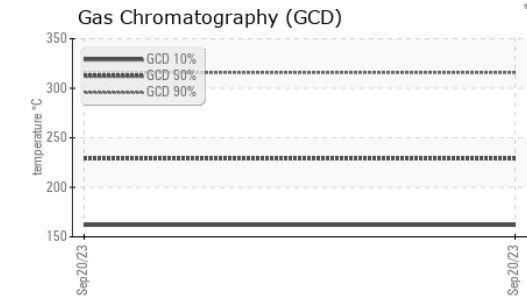 Gas Chromatography (GCD)
350
300
250
200
150
temperature °C
GCD 10%
GCD 50%
GCD 90%
Sep20/23
Sep20/23